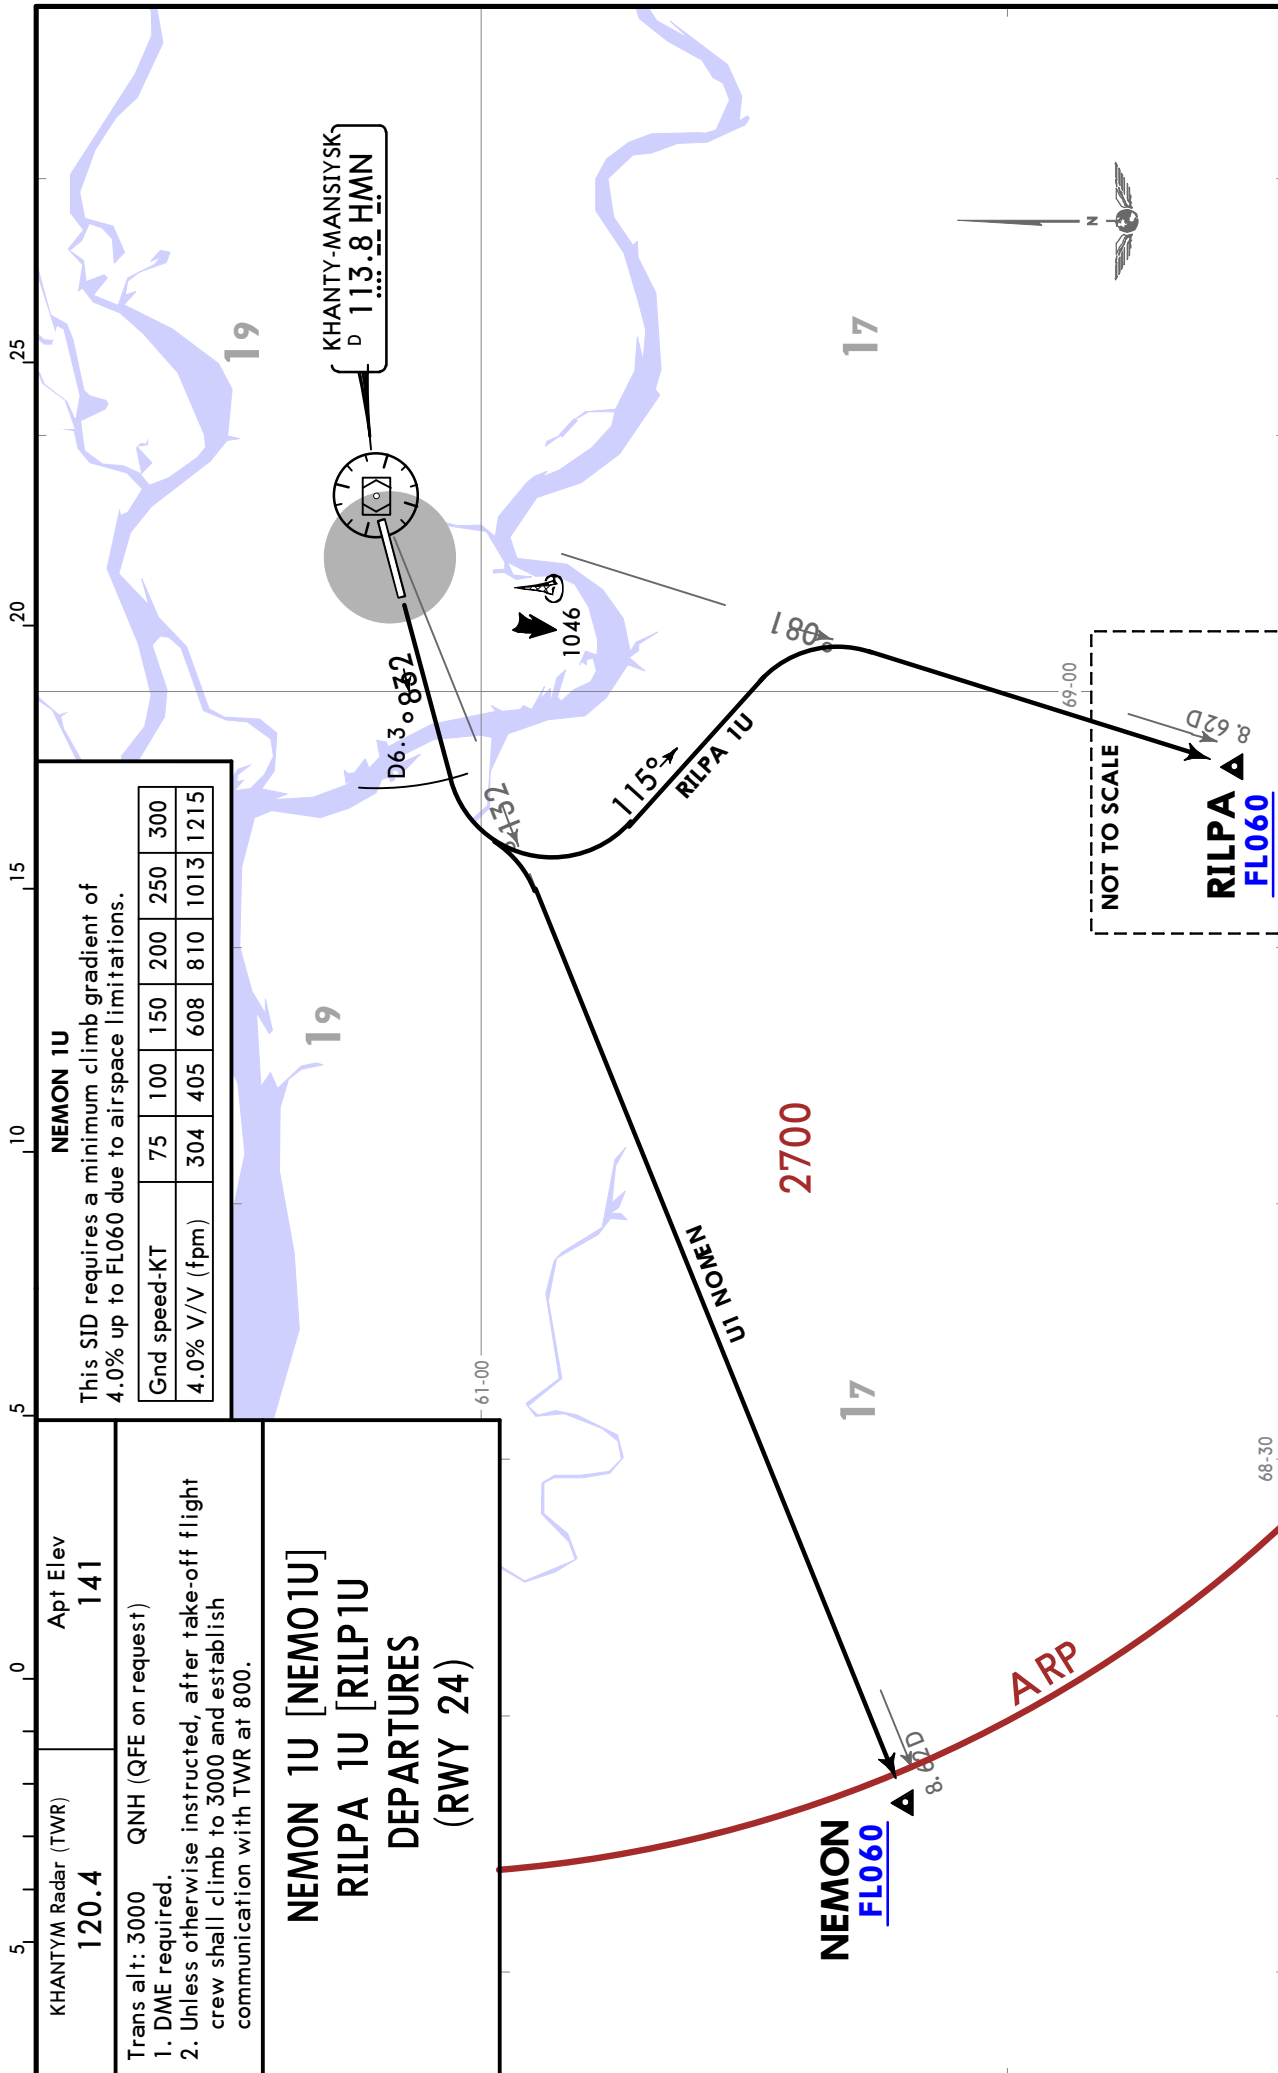 KHANTYM Radar (TWR)
120.4
Apt Elev
141
Trans alt: 3000 QNH (QFE on request)
1. DME required.
2. Unless otherwise instructed, after take-off flight
crew shall climb to 3000 and establish
communication with TWR at 800.
NEMON 1U [NEMO1U]
RILPA 1U [RILP1U
DEPARTURES
(RWY 24)
NEMON 1U
This SID requires a minimum climb gradient of
4.0% up to FL060 due to airspace limitations.
Gnd speed-KT 75 100 150 200 250 300
4.0% V/V (fpm) 304 405 608 810 1013 1215
5 0 5 10 15 20 25
19
19
KHANTY-MANSIYSK
D 113.8 HMN
D6.3
1046
61-00
115°
RILPA 1U
081°
17
2700
UI NOMEN
17
69-00
NOT TO SCALE
8.62D
RILPA
FL060
NEMON
FL060
8.62D
ARP
68-30
N